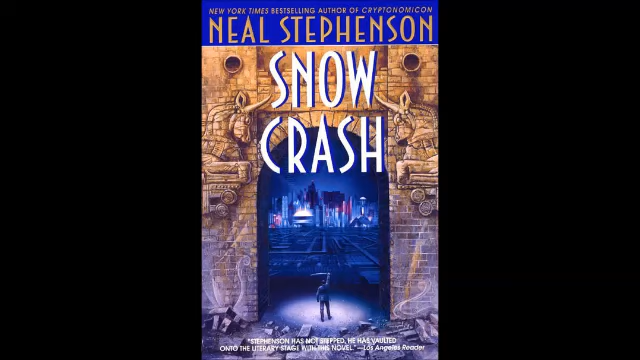 NEW YORK TIMES BESTSELLING AUTHOR OF CRYPTONOMICON
NEAL STEPHENSON
SNOW
CRASH
"STEPHENSON HAS NOT STEPPED, HE HAS VAULTED
ONTO THE LITERARY STAGE WITH THIS NOVEL."—Los Angeles Reader